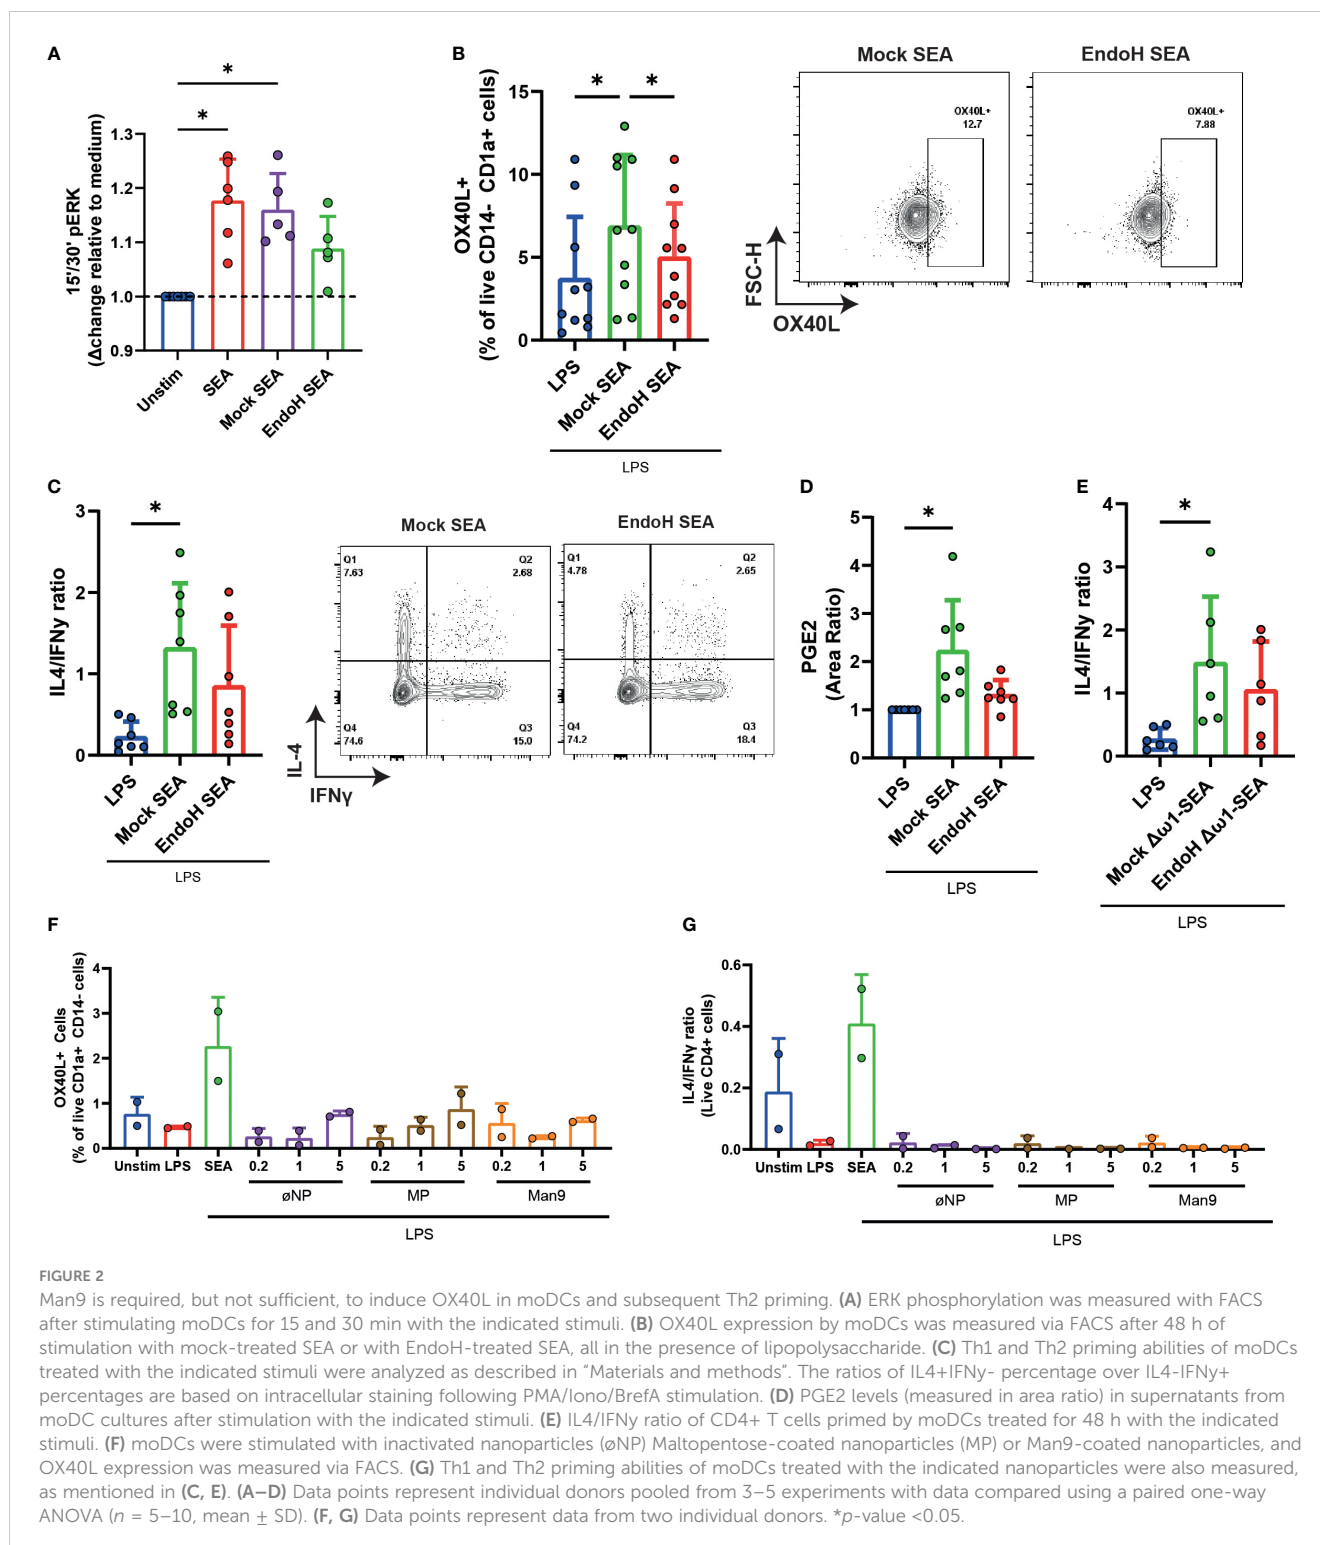 A
15'/30' pERK
(Δchange relative to medium)
1.3
1.2
1.1
1.0
0.9
*
*
Unstim
SEA
Mock SEA
EndoH SEA
B
OX40L+
(% of live CD14- CD1a+ cells)
15
10
5
0
*
*
LPS
Mock SEA
EndoH SEA
LPS
Mock SEA
EndoH SEA
OX40L+
12.7
OX40L+
7.88
FSC-H
OX40L
C
IL4/IFNy ratio
3
2
1
0
*
LPS
Mock SEA
EndoH SEA
LPS
Mock SEA
EndoH SEA
Q1
7.63
Q2
2.68
Q4
74.6
Q3
15.0
Q1
4.78
Q2
2.65
Q4
74.2
Q3
18.4
IL-4
IFNγ
D
PGE2
(Area Ratio)
5
4
3
2
1
0
*
LPS
Mock SEA
EndoH SEA
LPS
E
IL4/IFNy ratio
4
3
2
1
0
*
LPS
Mock Δω1-SEA
EndoH Δω1-SEA
LPS
F
OX40L+ Cells
(% of live CD1a+ CD14- cells)
4
3
2
1
0
Unstim LPS SEA 0.2 1 5 0.2 1 5 0.2 1 5
øNP MP Man9
LPS
G
IL4/IFNy ratio
(Live CD4+ cells)
0.6
0.4
0.2
0.0
Unstim LPS SEA 0.2 1 5 0.2 1 5 0.2 1 5
øNP MP Man9
LPS
FIGURE 2
Man9 is required, but not sufficient, to induce OX40L in moDCs and subsequent Th2 priming. (A) ERK phosphorylation was measured with FACS
after stimulating moDCs for 15 and 30 min with the indicated stimuli. (B) OX40L expression by moDCs was measured via FACS after 48 h of
stimulation with mock-treated SEA or with EndoH-treated SEA, all in the presence of lipopolysaccharide. (C) Th1 and Th2 priming abilities of moDCs
treated with the indicated stimuli were analyzed as described in “Materials and methods”. The ratios of IL4+IFNy- percentage over IL4-IFNy+
percentages are based on intracellular staining following PMA/Iono/BrefA stimulation. (D) PGE2 levels (measured in area ratio) in supernatants from
moDC cultures after stimulation with the indicated stimuli. (E) IL4/IFNy ratio of CD4+ T cells primed by moDCs treated for 48 h with the indicated
stimuli. (F) moDCs were stimulated with inactivated nanoparticles (øNP) Maltopentose-coated nanoparticles (MP) or Man9-coated nanoparticles, and
OX40L expression was measured via FACS. (G) Th1 and Th2 priming abilities of moDCs treated with the indicated nanoparticles were also measured,
as mentioned in (C, E). (A–D) Data points represent individual donors pooled from 3–5 experiments with data compared using a paired one-way
ANOVA (n = 5–10, mean ± SD). (F, G) Data points represent data from two individual donors. *p-value <0.05.